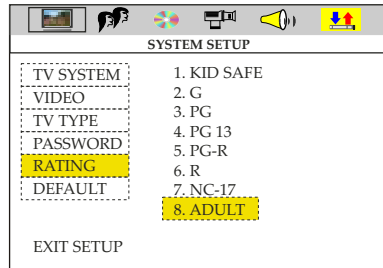 SYSTEM SETUP
TV SYSTEM
VIDEO
TV TYPE
PASSWORD
RATING
DEFAULT
EXIT SETUP
1. KID SAFE
2. G
3. PG
4. PG 13
5. PG-R
6. R
7. NC-17
8. ADULT